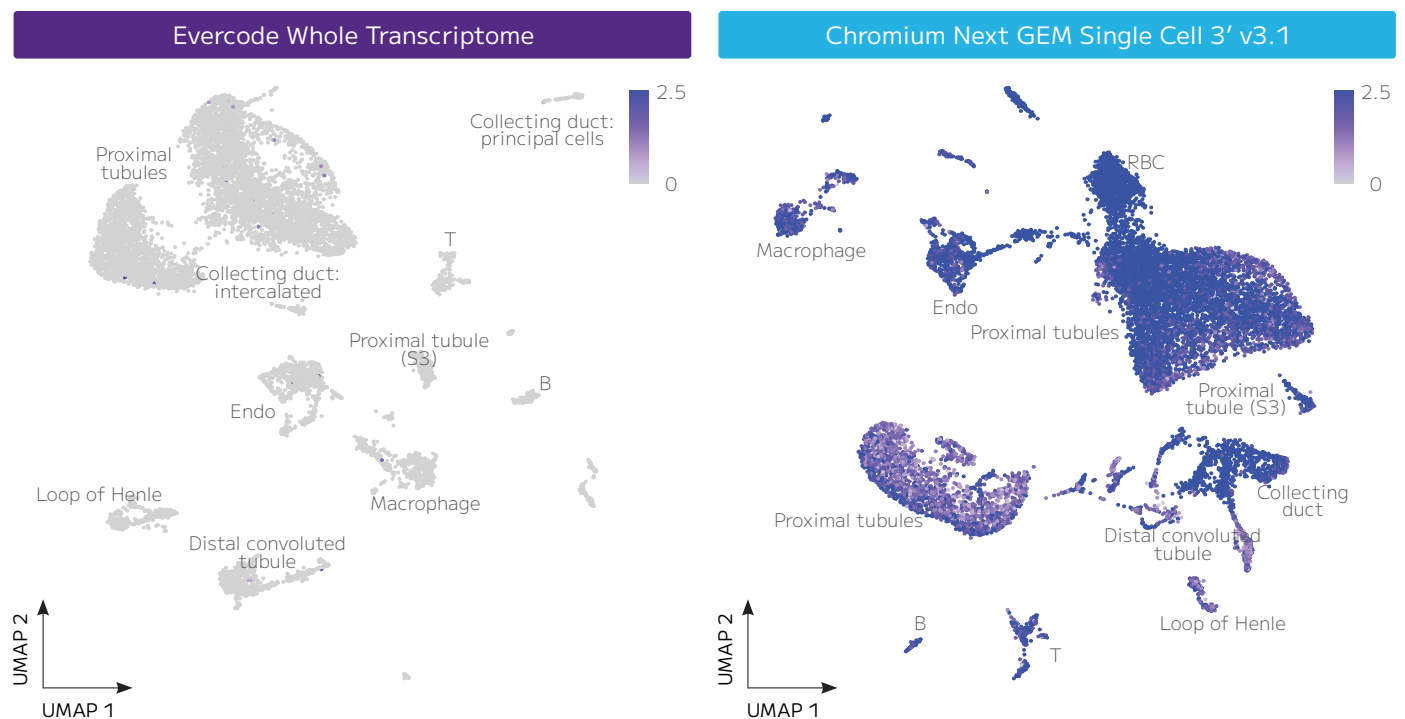 Evercode Whole Transcriptome
2.5
0
Collecting duct:
principal cells
Proximal
tubules
T
Collecting duct:
intercalated
Proximal tubule
(S3)
B
Endo
Macrophage
Loop of Henle
Distal convoluted
tubule
UMAP 2
UMAP 1
Chromium Next GEM Single Cell 3′ v3.1
2.5
0
RBC
Macrophage
Endo
Proximal tubules
Proximal
tubule (S3)
Proximal tubules
Collecting
duct
Distal convoluted
tubule
Loop of Henle
B
T
UMAP 2
UMAP 1